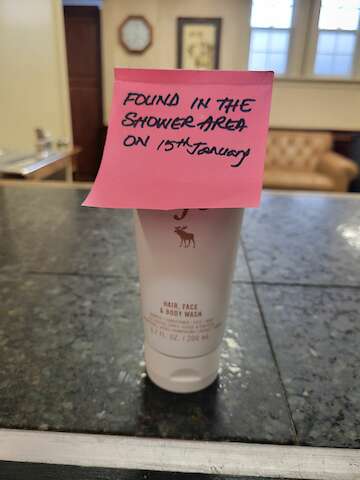 FOUND IN THE
SHOWER AREA
ON 15TH January
HAIR, FACE
& BODY WASH